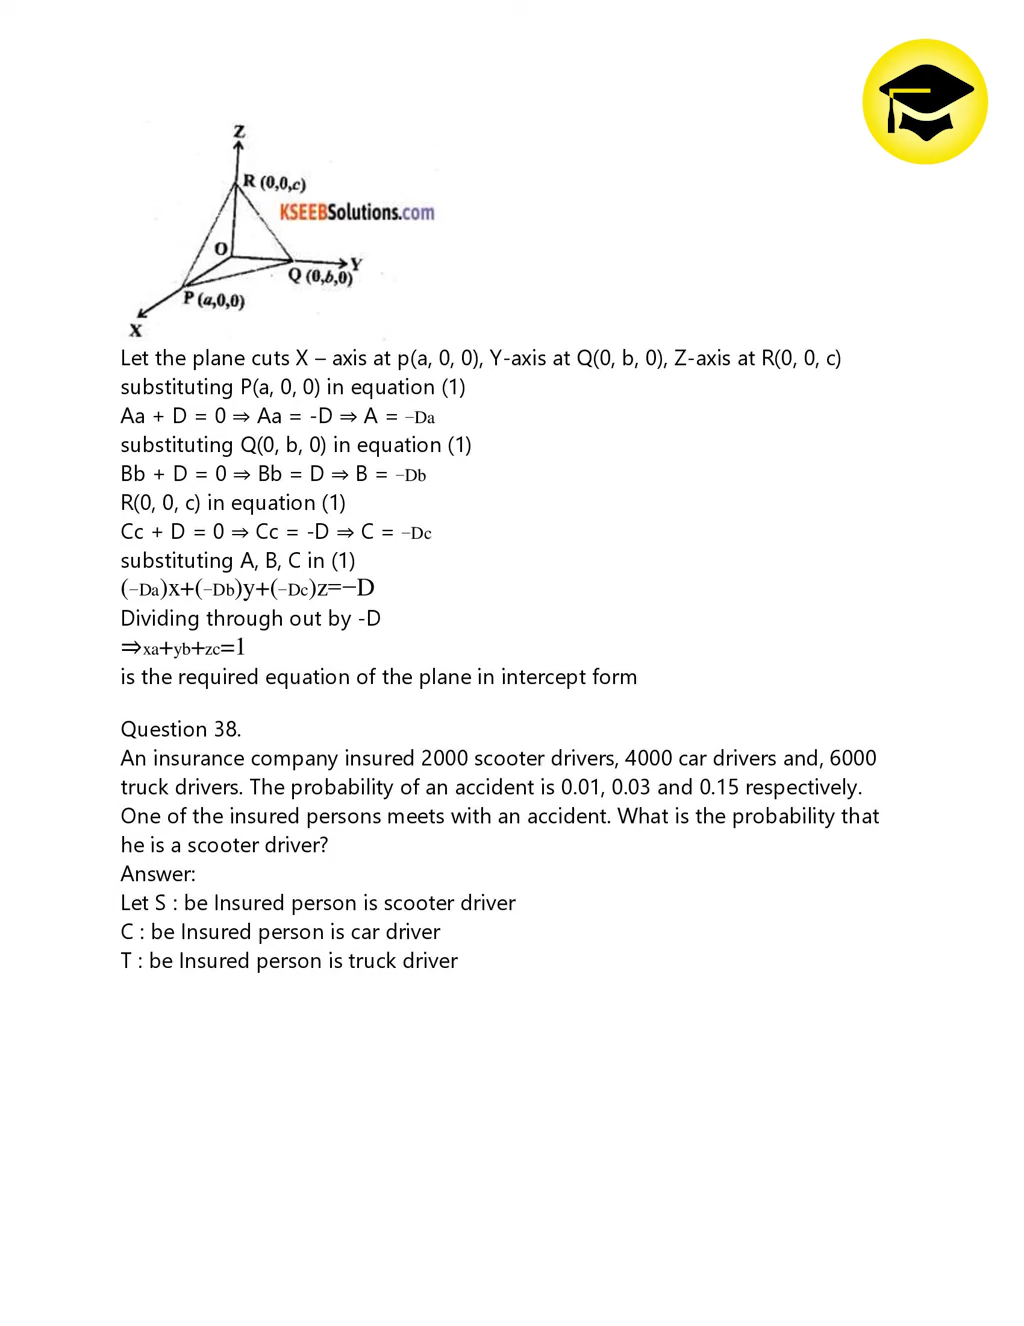 Z
R (0,0,c)
KSEEBSolutions.com
O
Y
Q (0,b,0)
P (a,0,0)
X
Let the plane cuts X – axis at p(a, 0, 0), Y-axis at Q(0, b, 0), Z-axis at R(0, 0, c)
substituting P(a, 0, 0) in equation (1)
Aa + D = 0 ⇒ Aa = -D ⇒ A = −Da
substituting Q(0, b, 0) in equation (1)
Bb + D = 0 ⇒ Bb = D ⇒ B = −Db
R(0, 0, c) in equation (1)
Cc + D = 0 ⇒ Cc = -D ⇒ C = −Dc
substituting A, B, C in (1)
(−Da)x+(−Db)y+(−Dc)z=−D
Dividing through out by -D
⇒xa+yb+zc=1
is the required equation of the plane in intercept form
Question 38.
An insurance company insured 2000 scooter drivers, 4000 car drivers and, 6000
truck drivers. The probability of an accident is 0.01, 0.03 and 0.15 respectively.
One of the insured persons meets with an accident. What is the probability that
he is a scooter driver?
Answer:
Let S : be Insured person is scooter driver
C : be Insured person is car driver
T : be Insured person is truck driver